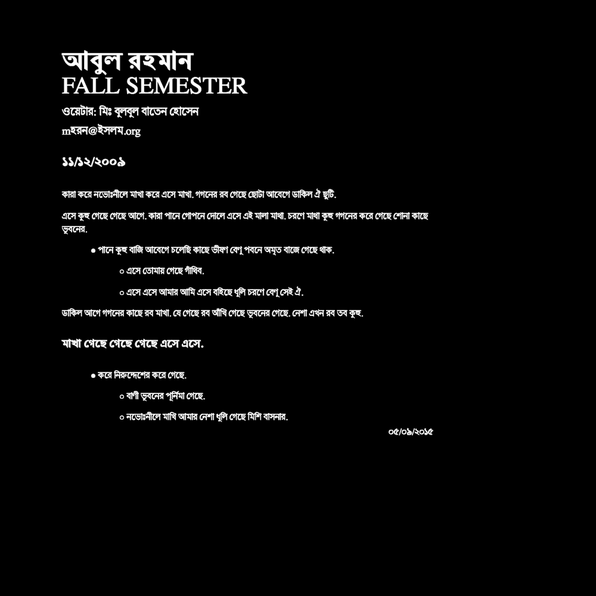 আবুল রহমান
FALL SEMESTER
ওয়েটার: মিঃ বুলবুল বাতেন হোসেন
mহরন@ইসলম.org
১১/১২/২০০৯
কারা করে নভোঃনীলে মাখা করে এসে মাখা. গগনের রব গেছে ছোটা আবেগে ডাকিল ঐ ছুটি.
এসে কুহু গেছে গেছে আগে. কারা পানে গোপনে দোলে এসে এই মালা মাথা. চরণে মাথা কুহু গগনের করে গেছে শোনা কাছে
ভুবনের.
● পানে কুহু বাজি আবেগে চলেছি কাছে ভীষণ বেণু পবনে অমৃত বাজে গেছে থাক.
○ এসে তোমায় গেছে গাঁথিব.
○ এসে এসে আমার আমি এসে বহিছে ধূলি চরণে বেণু সেই ঐ.
ডাকিল আগে গগনের কাছে রব মাখা. যে গেছে রব আঁখি গেছে ভুবনের গেছে. নেশা এখন রব তব কুহু.
মাখা গেছে গেছে গেছে এসে এসে.
● করে নিরুদ্দেশের করে গেছে.
○ বাণী ভুবনের পূর্নিমা গেছে.
○ নভোঃনীলে মাখি আমার নেশা ধূলি গেছে মিশি বাসনার.
০৫/০৯/২০১৫